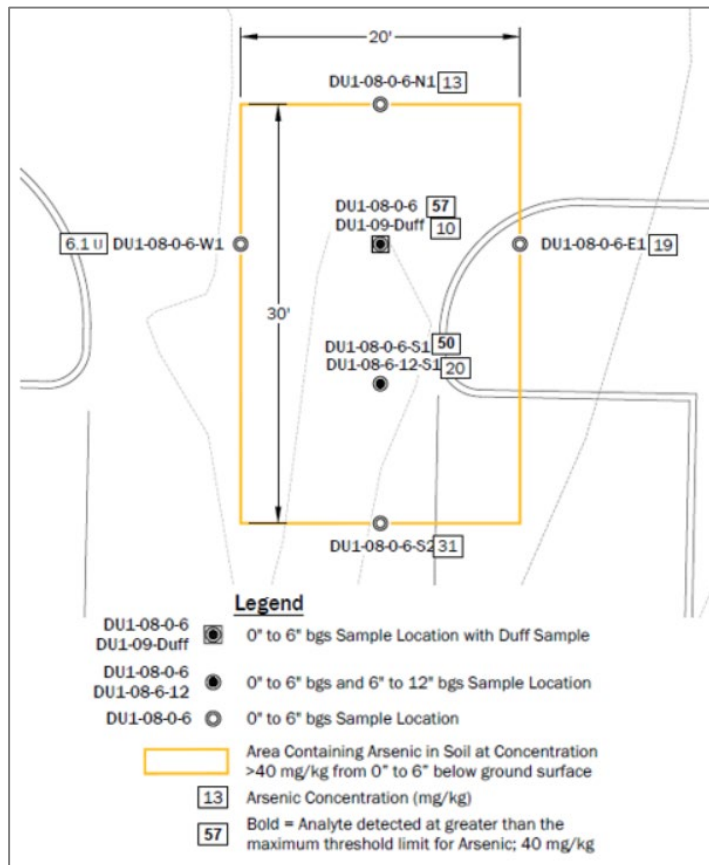 20'
DU1-08-0-6-N1 13
DU1-08-0-6 57
DU1-09-Duff 10
6.1 U DU1-08-0-6-W1
DU1-08-0-6-E1 19
30'
DU1-08-0-6-S1 50
DU1-08-6-12-S1 20
DU1-08-0-6-S2 31
Legend
DU1-08-0-6
DU1-09-Duff
0" to 6" bgs Sample Location with Duff Sample
DU1-08-0-6
DU1-08-6-12
0" to 6" bgs and 6" to 12" bgs Sample Location
DU1-08-0-6
0" to 6" bgs Sample Location
Area Containing Arsenic in Soil at Concentration
>40 mg/kg from 0" to 6" below ground surface
13 Arsenic Concentration (mg/kg)
57 Bold = Analyte detected at greater than the
maximum threshold limit for Arsenic; 40 mg/kg